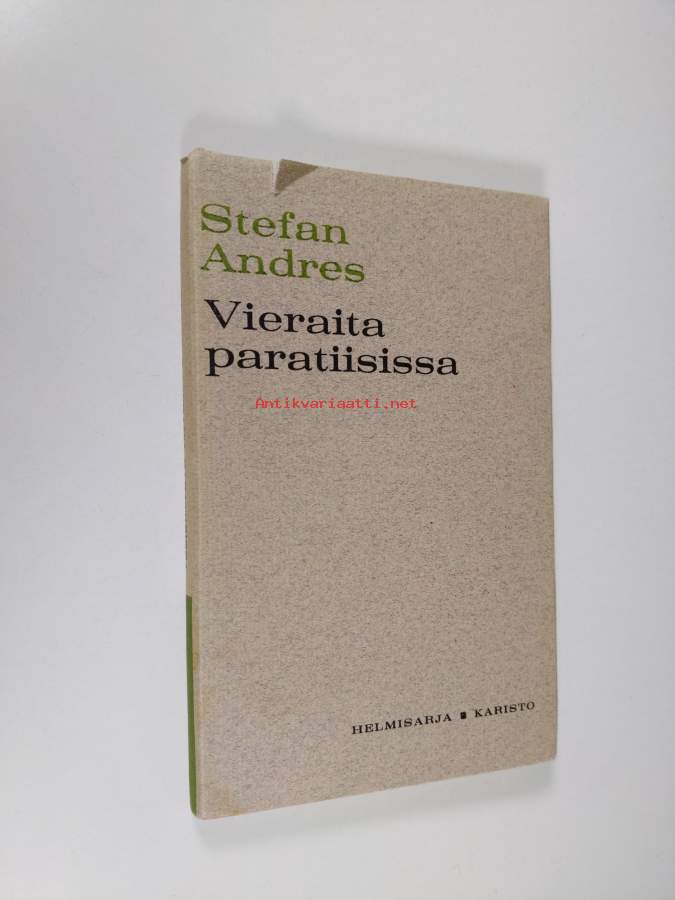 Stefan
Andres
Vieraita
paratiisissa
Antikvariaatti.net
HELMISARJA ■ KARISTO